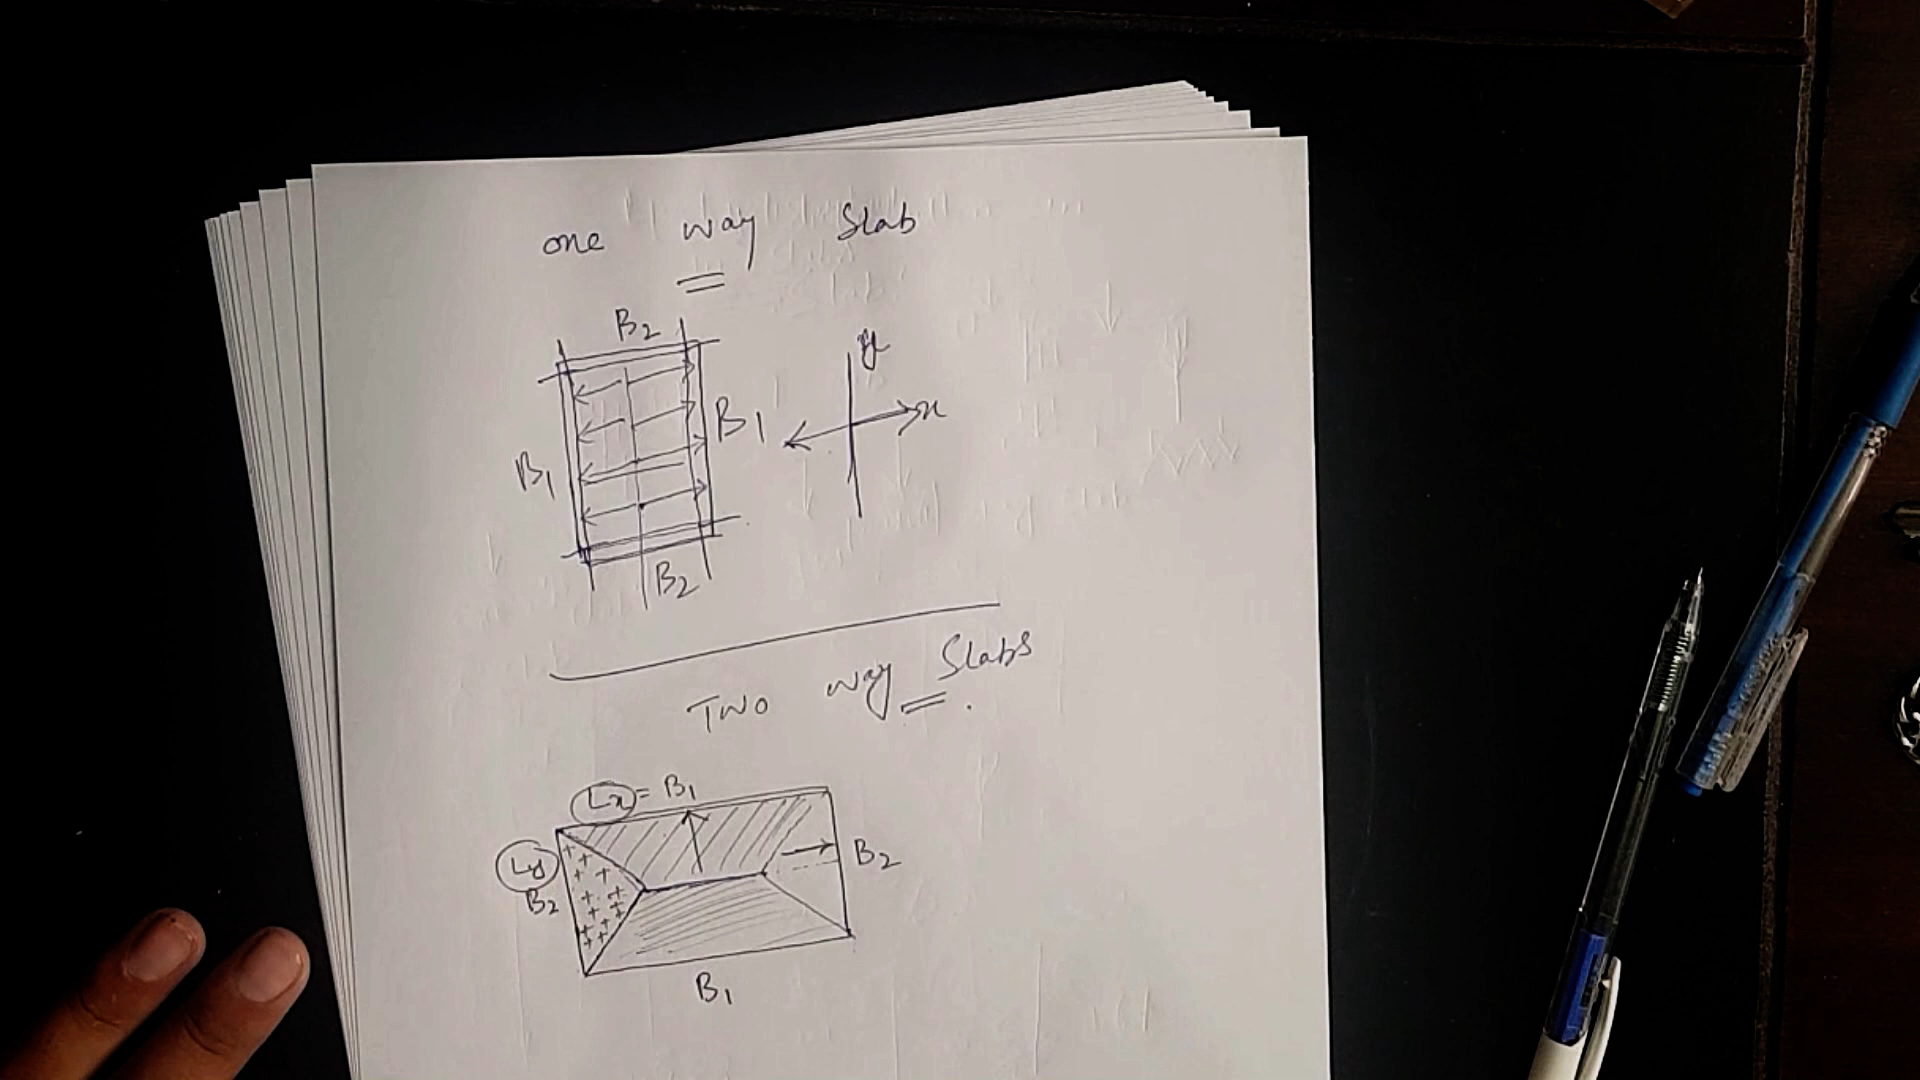 one way Slab
B2
y
x
B1
B1
B2
Two way Slabs.
Lx = B1
Ly
B2
B2
B1